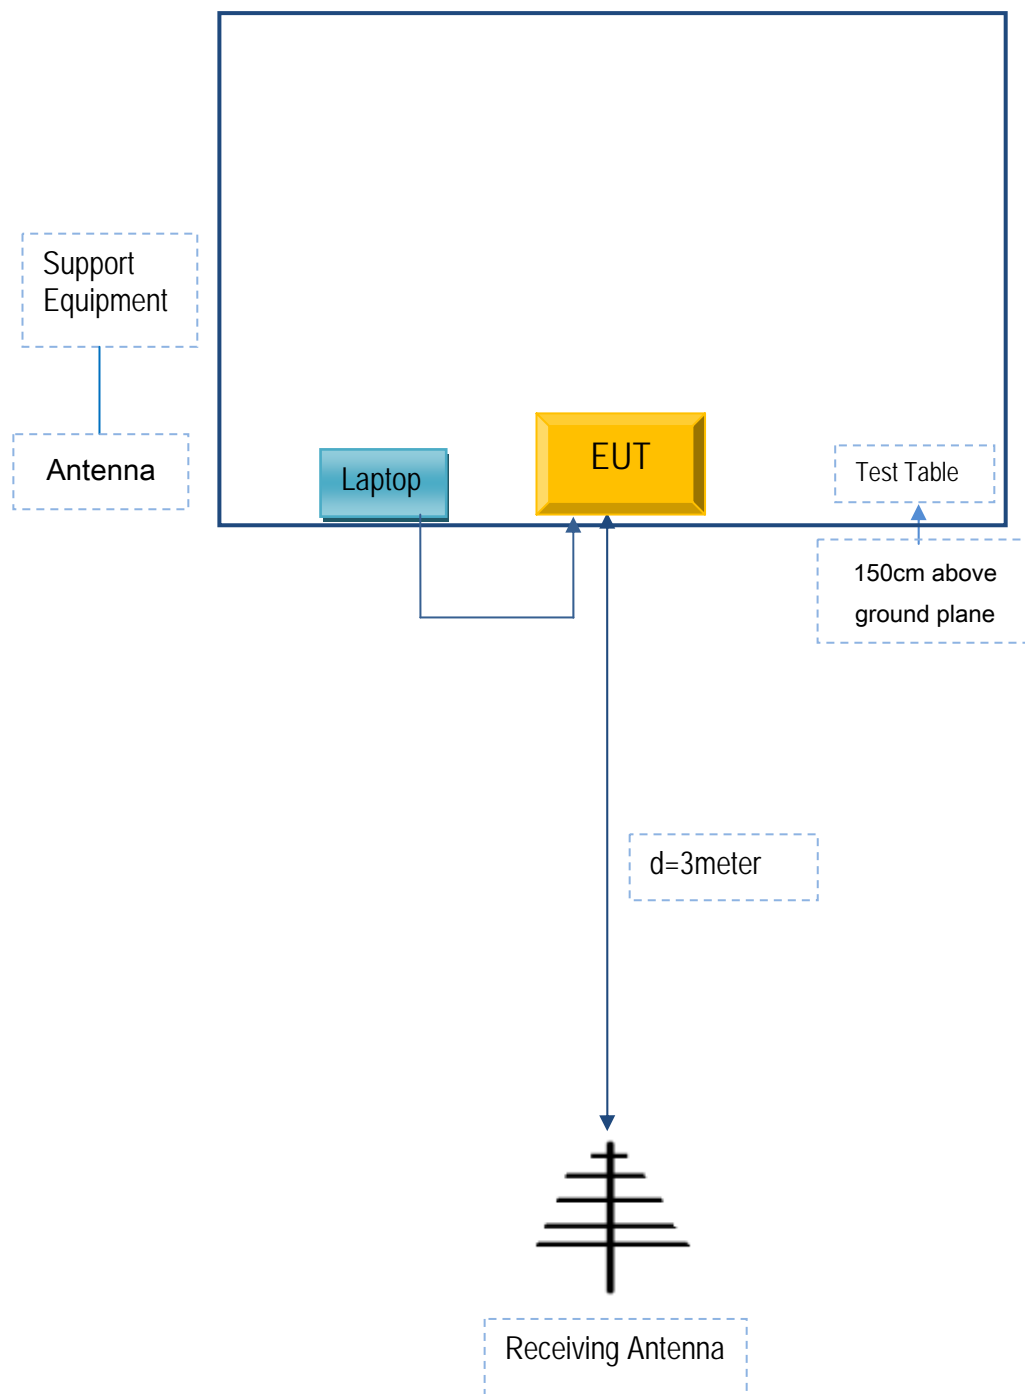 Support
Equipment
Antenna
Laptop
EUT
Test Table
150cm above
ground plane
d=3meter
Receiving Antenna